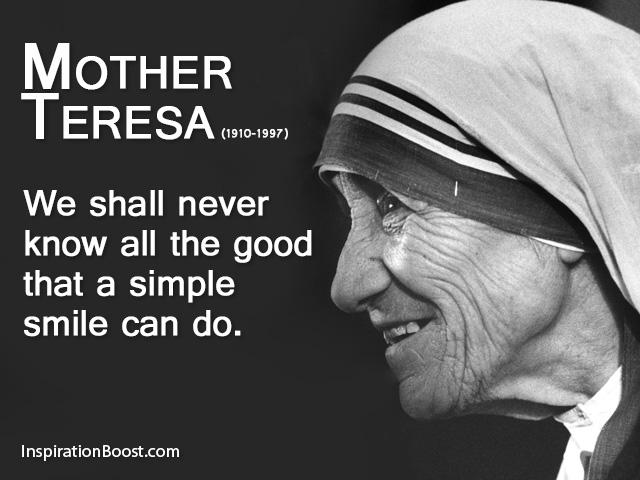 MOTHER
TERESA (1910-1997)
We shall never
know all the good
that a simple
smile can do.
InspirationBoost.com